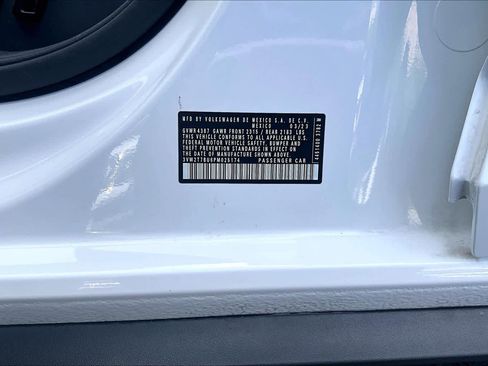 MFD BY VOLKSWAGEN DE MEXICO S.A. DE C.V.
MEXICO 03/23
GVWR4387 GAWR FRONT 2315 / REAR 2183 LBS
THIS VEHICLE CONFORMS TO ALL APPLICABLE U.S.
FEDERAL MOTOR VEHICLE SAFETY, BUMPER AND
THEFT PREVENTION STANDARDS IN EFFECT ON THE
DATE OF MANUFACTURE SHOWN ABOVE.
PASSENGER CAR